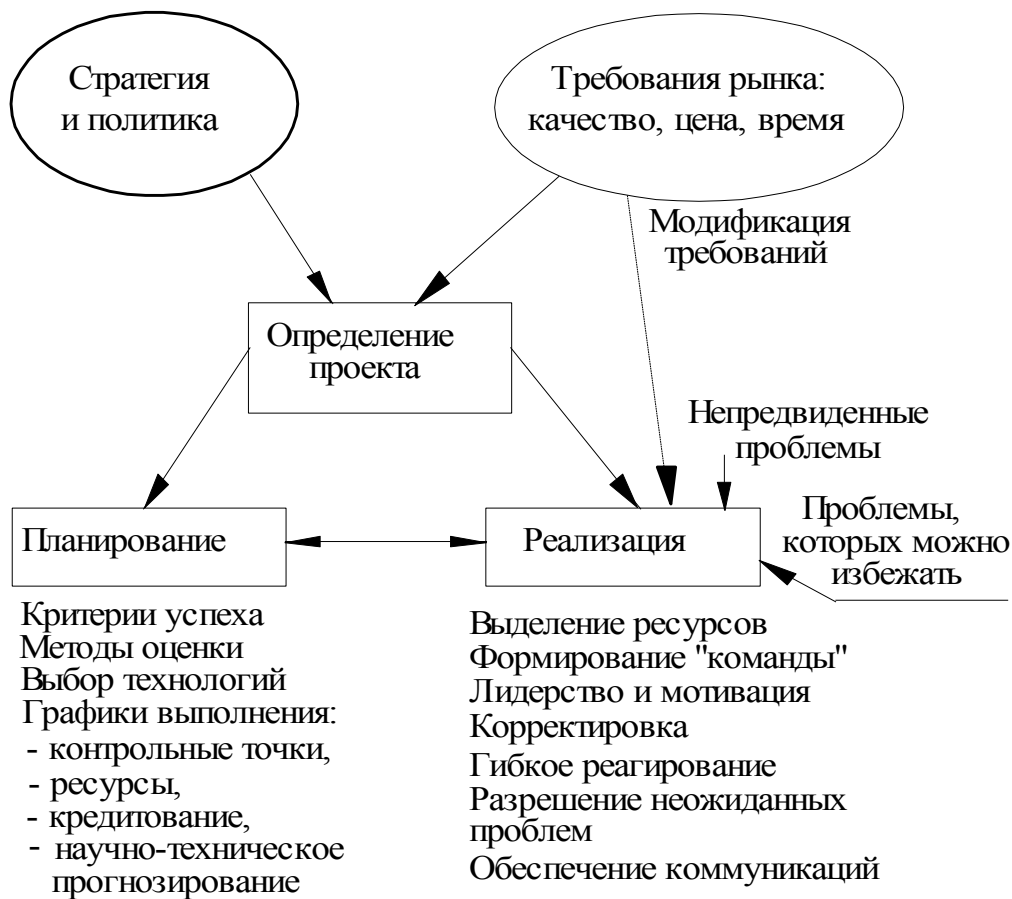 Стратегия
и политика
Требования рынка:
качество, цена, время
Модификация
требований
Определение
проекта
Непредвиденные
проблемы
Проблемы,
которых можно
избежать
Планирование
Реализация
Критерии успеха
Методы оценки
Выбор технологий
Графики выполнения:
- контрольные точки,
- ресурсы,
- кредитование,
- научно-техническое
прогнозирование
Выделение ресурсов
Формирование "команды"
Лидерство и мотивация
Корректировка
Гибкое реагирование
Разрешение неожиданных
проблем
Обеспечение коммуникаций